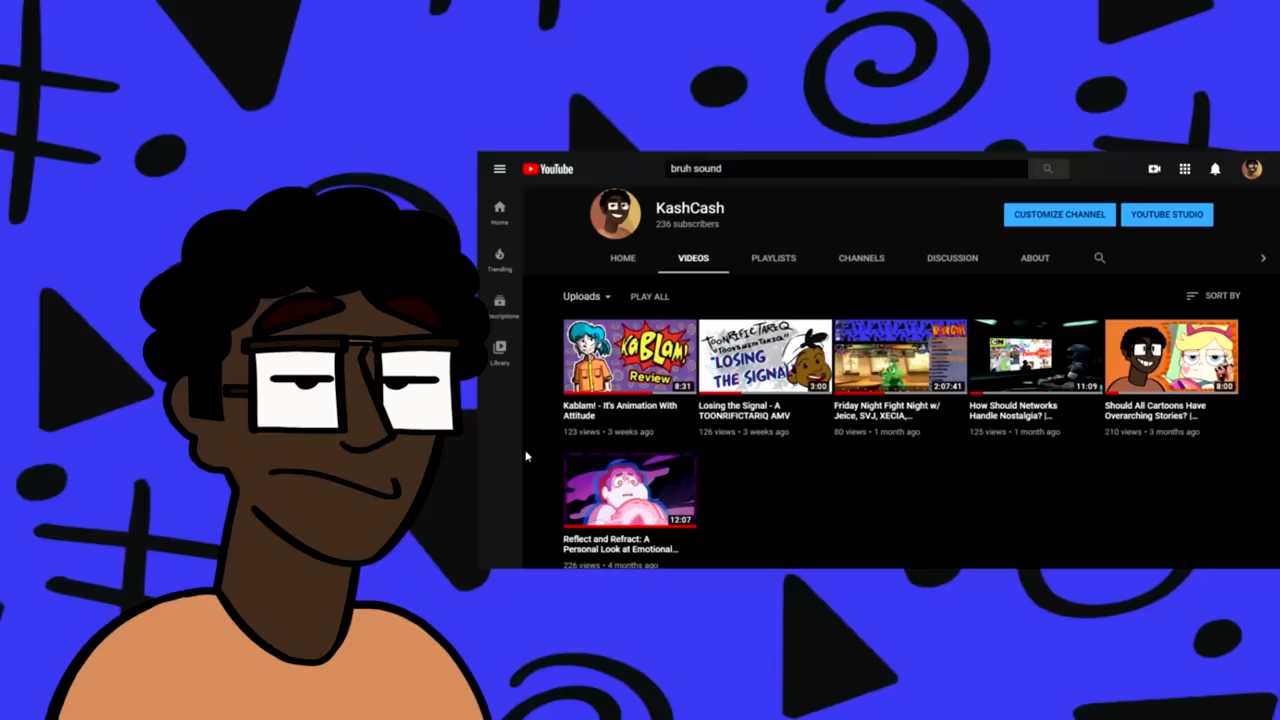 YouTube
bruh sound
Home
Trending
Library
KashCash
236 subscribers
CUSTOMIZE CHANNEL
YOUTUBE STUDIO
HOME
VIDEOS
PLAYLISTS
CHANNELS
DISCUSSION
ABOUT
Uploads
PLAY ALL
SORT BY
KABLAM!
Review
8:31
TOONRIFICTARIQ
"LOSING
THE SIGNAL"
3:00
2:07:41
CN
11:09
8:00
Kablam! - It's Animation With
Attitude
123 views • 3 weeks ago
Losing the Signal - A
TOONRIFICTARIQ AMV
126 views • 3 weeks ago
Friday Night Fight Night w/
Jeice, SVJ, XECIA,...
80 views • 1 month ago
How Should Networks
Handle Nostalgia? |...
125 views • 1 month ago
Should All Cartoons Have
Overarching Stories? |...
210 views • 3 months ago
12:07
Reflect and Refract: A
Personal Look at Emotional...
226 views • 4 months ago